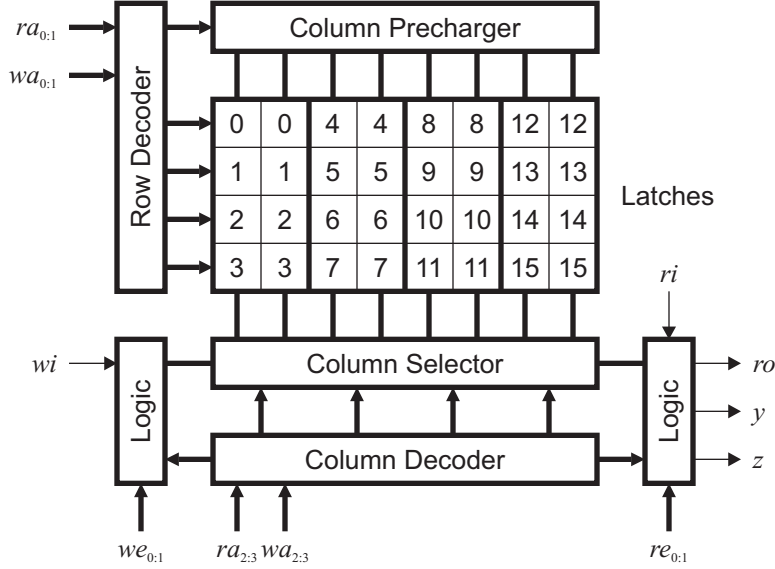 ra0:1
Column Precharger
wa0:1
Row Decoder
0 0 4 4 8 8 12 12
1 1 5 5 9 9 13 13
2 2 6 6 10 10 14 14
3 3 7 7 11 11 15 15
Latches
ri
wi
Logic
Column Selector
Logic
ro
y
Column Decoder
z
we0:1
ra2:3
wa2:3
re0:1